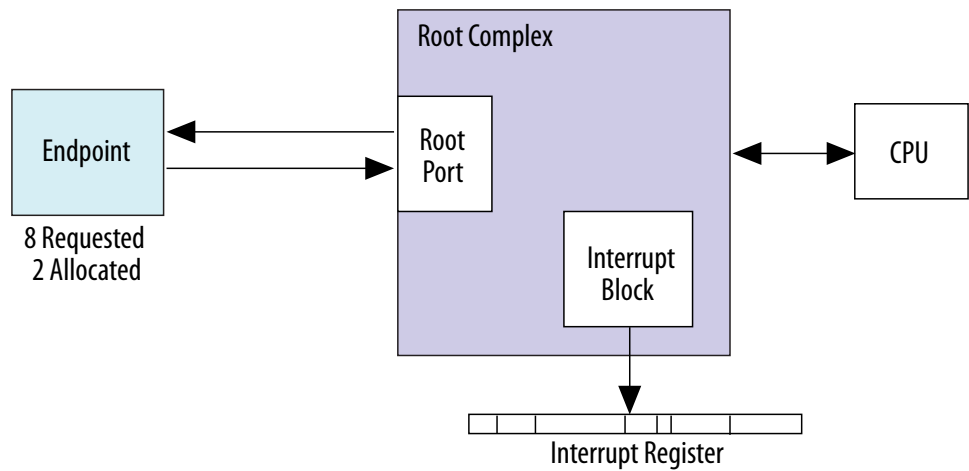 Root Complex
Endpoint
Root
Port
CPU
8 Requested
2 Allocated
Interrupt
Block
Interrupt Register